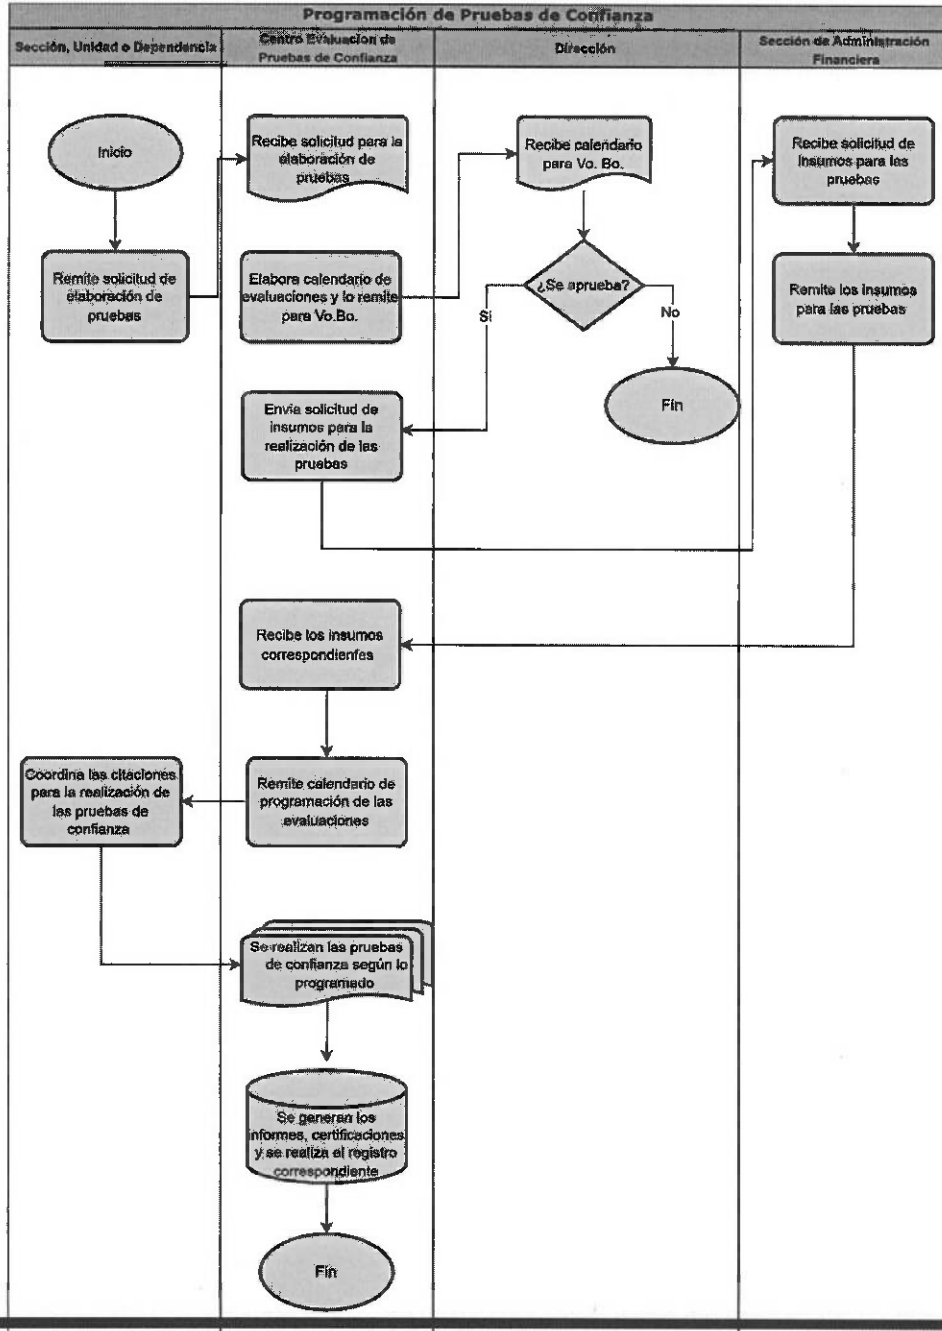 Programación de Pruebas de Confianza
Sección, Unidad o Dependencia
Centro Evaluacion de
Pruebas de Confianza
Dirección
Sección de Administración
Financiera
Inicio
Recibe solicitud para la
elaboración de
pruebas
Recibe calendario
para Vo. Bo.
Recibe solicitud de
Insumos para las
pruebas
Remite solicitud de
elaboración de
pruebas
Elabora calendario de
evaluaciones y lo remite
para Vo.Bo.
¿Se aprueba?
Remite los insumos
para las pruebas
Si
No
Envia solicitud de
insumos para la
realización de las
pruebas
Fin
Recibe los insumos
correspondientes
Coordina las citaciones
para la realización de
las pruebas de
confianza
Remite calendario de
programación de las
evaluaciones
Se realizan las pruebas
de confianza según lo
programado
Se generan los
informes, certificaciones
y se realiza el registro
correspondiente
Fin